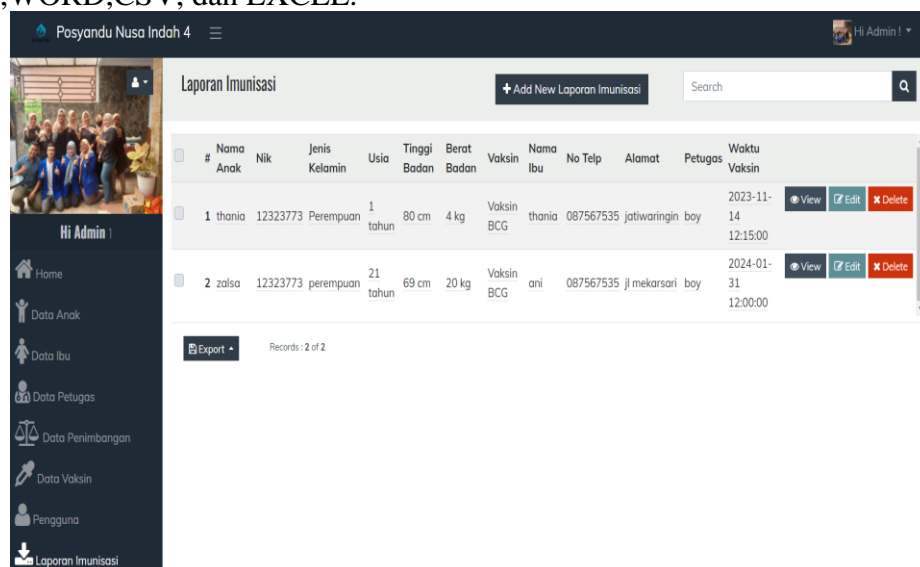 ,WORD,CSV, dan EXCEL.
Posyandu Nusa Indah 4
Hi Admin !
Laporan Imunisasi
Add New Laporan Imunisasi
Search
# Nama Anak Nik Jenis Kelamin Usia Tinggi Badan Berat Badan Vaksin Nama Ibu No Telp Alamat Petugas Waktu Vaksin
1 thania 12323773 Perempuan 1 tahun 80 cm 4 kg Vaksin BCG thania 087567535 jatiwaringin boy 2023-11-14 12:15:00 View Edit Delete
2 zalsa 12323773 perempuan 21 tahun 69 cm 20 kg Vaksin BCG ani 087567535 jl mekarsari boy 2024-01-31 12:00:00 View Edit Delete
Export
Records : 2 of 2
Hi Admin !
Home
Data Anak
Data Ibu
Data Petugas
Data Penimbangan
Data Vaksin
Pengguna
Laporan Imunisasi